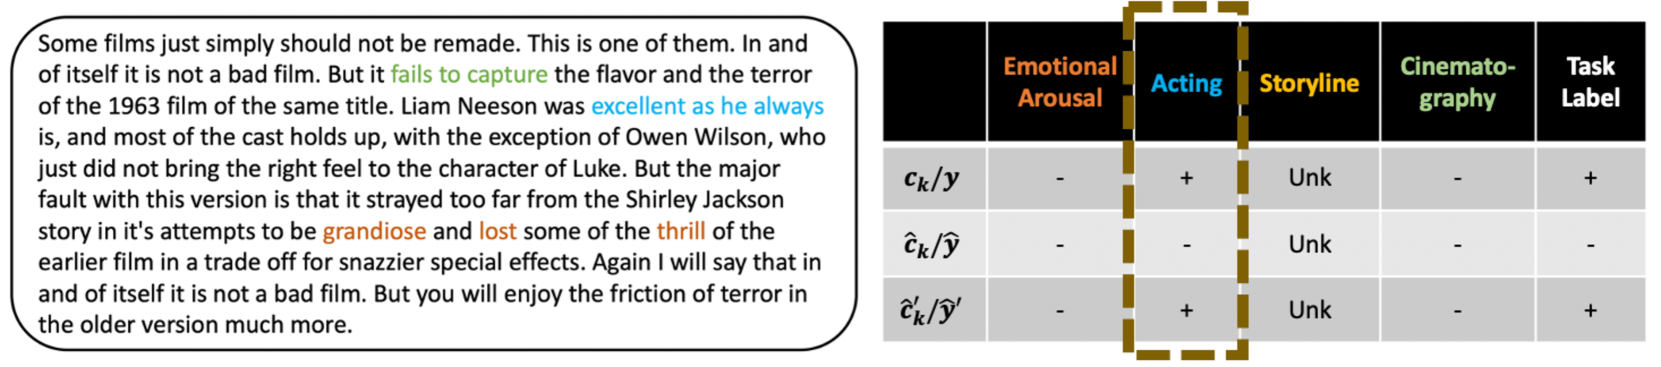 Some films just simply should not be remade. This is one of them. In and
of itself it is not a bad film. But it fails to capture the flavor and the terror
of the 1963 film of the same title. Liam Neeson was excellent as he always
is, and most of the cast holds up, with the exception of Owen Wilson, who
just did not bring the right feel to the character of Luke. But the major
fault with this version is that it strayed too far from the Shirley Jackson
story in it's attempts to be grandiose and lost some of the thrill of the
earlier film in a trade off for snazzier special effects. Again I will say that in
and of itself it is not a bad film. But you will enjoy the friction of terror in
the older version much more.
Emotional Arousal Acting Storyline Cinemato-graphy Task Label
c_k/y - + Unk - +
ĉ_k/ŷ - - Unk - -
ĉ′_k/ŷ′ - + Unk - +